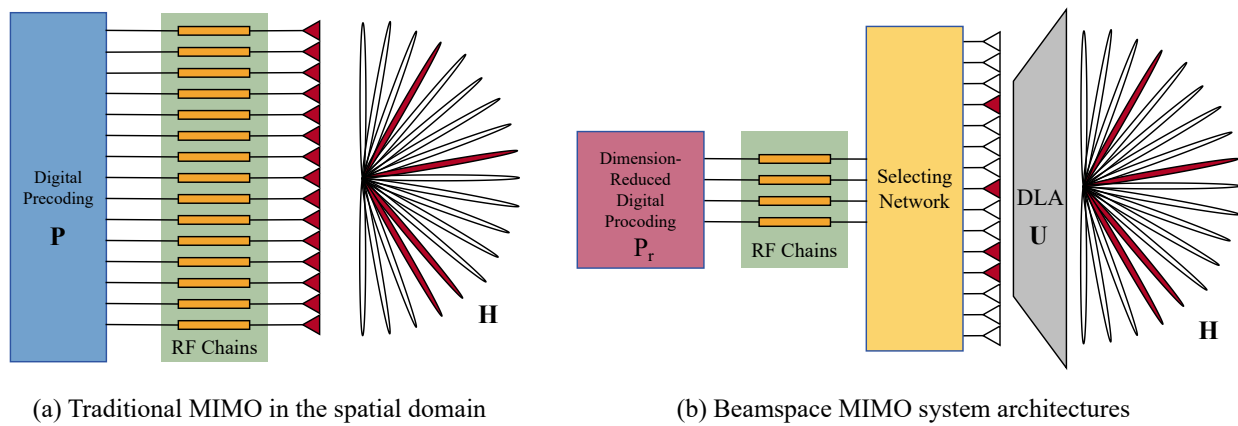 Digital
Precoding
P
RF Chains
H
(a) Traditional MIMO in the spatial domain
Dimension-
Reduced
Digital
Procoding
Pr
RF Chains
Selecting
Network
DLA
U
H
(b) Beamspace MIMO system architectures